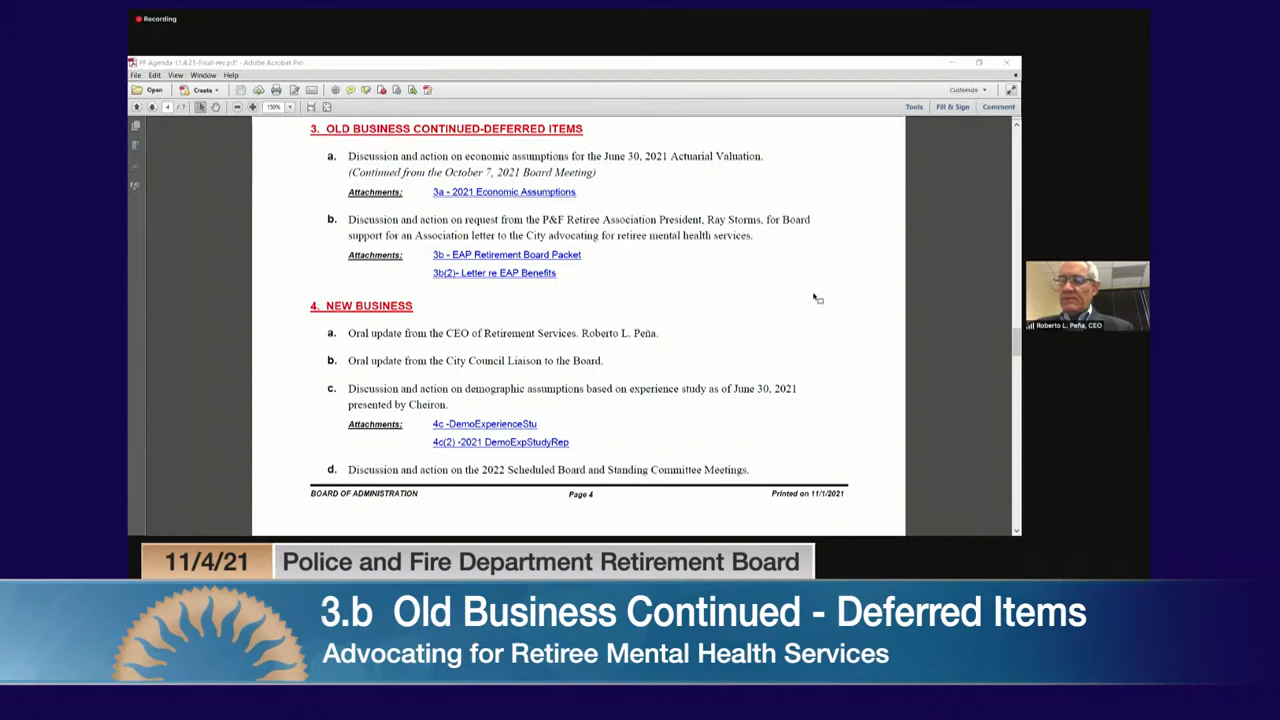 Recording
PF Agenda 11.4.21-Final-rev.pdf - Adobe Acrobat Pro
File Edit View Window Help
Open Create Customize
4 / 7 150% Tools Fill & Sign Comment
3. OLD BUSINESS CONTINUED-DEFERRED ITEMS
a. Discussion and action on economic assumptions for the June 30, 2021 Actuarial Valuation.
(Continued from the October 7, 2021 Board Meeting)
Attachments: 3a - 2021 Economic Assumptions
b. Discussion and action on request from the P&F Retiree Association President, Ray Storms, for Board
support for an Association letter to the City advocating for retiree mental health services.
Attachments: 3b - EAP Retirement Board Packet
3b(2)- Letter re EAP Benefits
4. NEW BUSINESS
a. Oral update from the CEO of Retirement Services. Roberto L. Peña.
b. Oral update from the City Council Liaison to the Board.
c. Discussion and action on demographic assumptions based on experience study as of June 30, 2021
presented by Cheiron.
Attachments: 4c -DemoExperienceStu
4c(2) -2021 DemoExpStudyRep
d. Discussion and action on the 2022 Scheduled Board and Standing Committee Meetings.
BOARD OF ADMINISTRATION Page 4 Printed on 11/1/2021
Roberto L. Peña, CEO
11/4/21 Police and Fire Department Retirement Board
3.b Old Business Continued - Deferred Items
Advocating for Retiree Mental Health Services